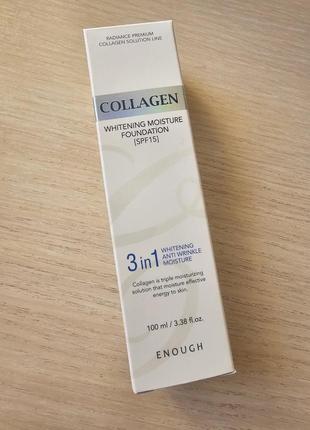 RADIANCE PREMIUM
COLLAGEN SOLUTION LINE
COLLAGEN
WHITENING MOISTURE
FOUNDATION
[SPF15]
3 in 1
WHITENING
ANTI WRINKLE
MOISTURE
Collagen is triple moisturizing
solution that moisture effective
energy to skin.
100 ml / 3.38 fl.oz.
ENOUGH